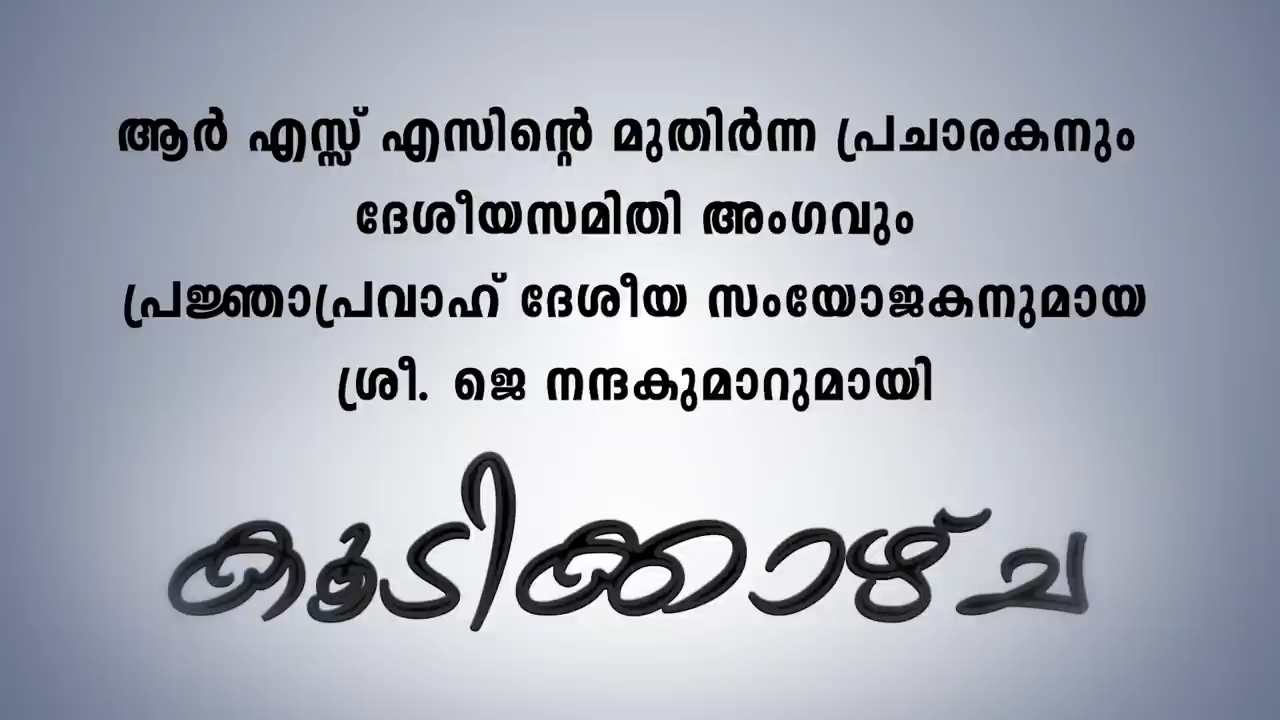 ആർ എസ്സ് എസിന്റെ മുതിർന്ന പ്രചാരകനും
ദേശീയസമിതി അംഗവും
പ്രജ്ഞാപ്രവാഹ് ദേശീയ സംയോജകനുമായ
ശ്രീ. ജെ നന്ദകുമാറുമായി
കൂടിക്കാഴ്ച